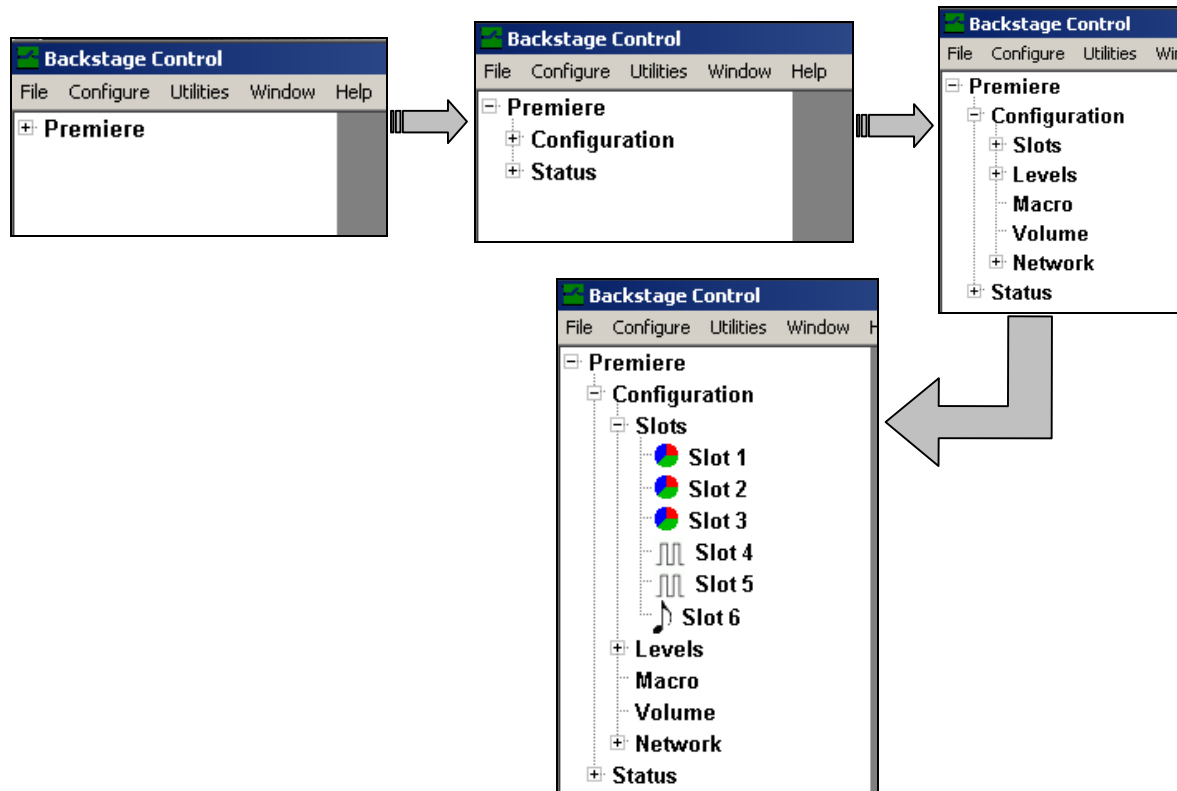 Backstage Control
File Configure Utilities Window Help
Premiere
Backstage Control
File Configure Utilities Window Help
Premiere
Configuration
Status
Backstage Control
File Configure Utilities Wi
Premiere
Configuration
Slots
Levels
Macro
Volume
Network
Status
Backstage Control
File Configure Utilities Window H
Premiere
Configuration
Slots
Slot 1
Slot 2
Slot 3
Slot 4
Slot 5
Slot 6
Levels
Macro
Volume
Network
Status